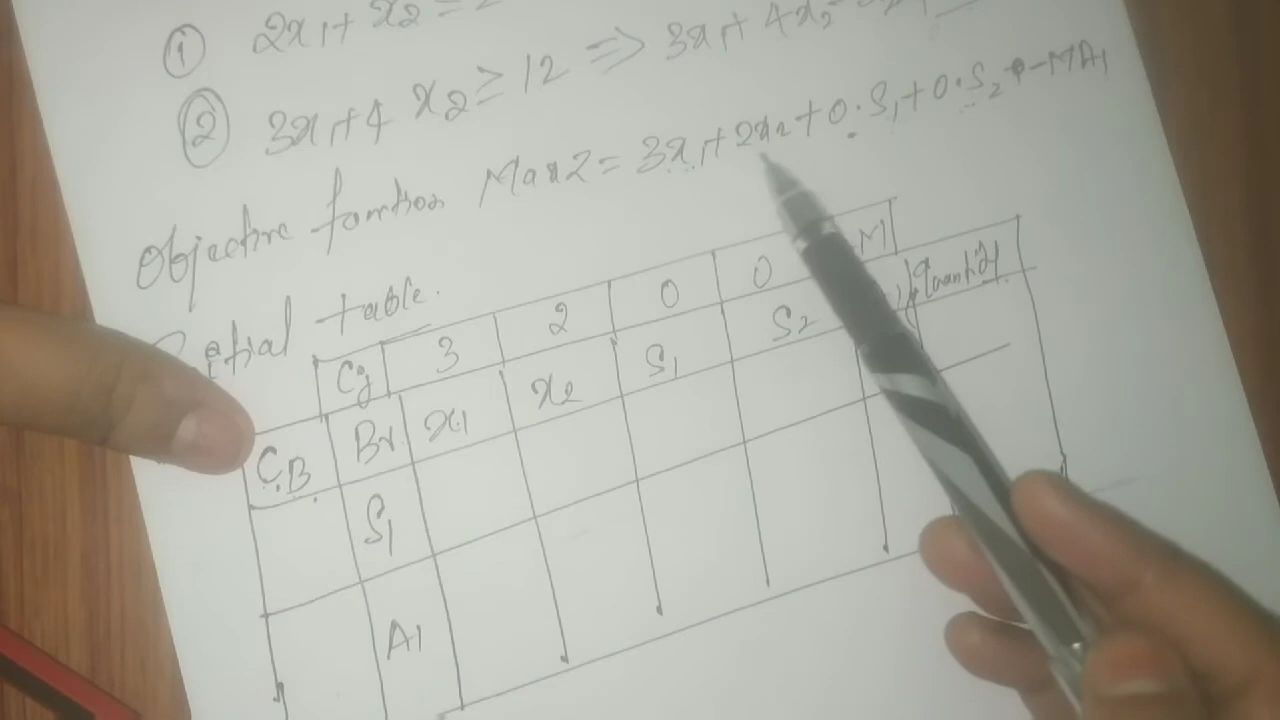 ① 2x₁ + x₂ =
② 3x₁ + 4 x₂ ≥ 12 ⇒ 3x₁ + 4x₂
Objective function Max Z = 3x₁ + 2x₂ + 0·S₁ + 0·S₂ - MA₁
table.
Cj 3 2 0 0 -M
CB BV x₁ x₂ S₁ S₂ Quantity
S₁
A₁